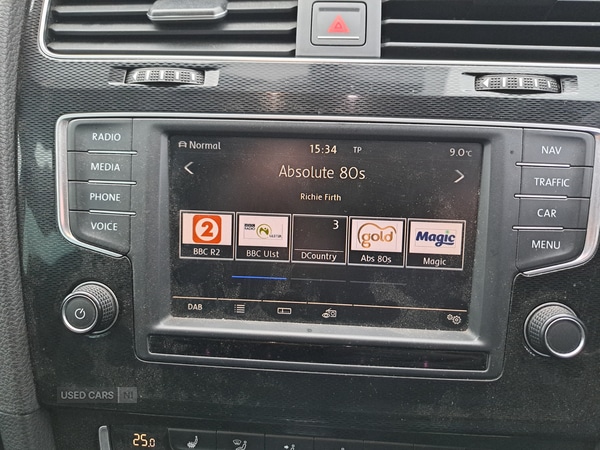 RADIO
MEDIA
PHONE
VOICE
Normal
15:34
TP
9.0°C
Absolute 80s
Richie Firth
2
BBC R2
BBC Ulst
3
DCountry
gold
Abs 80s
Magic
Magic
DAB
NAV
TRAFFIC
CAR
MENU
USED CARS NI
25.0